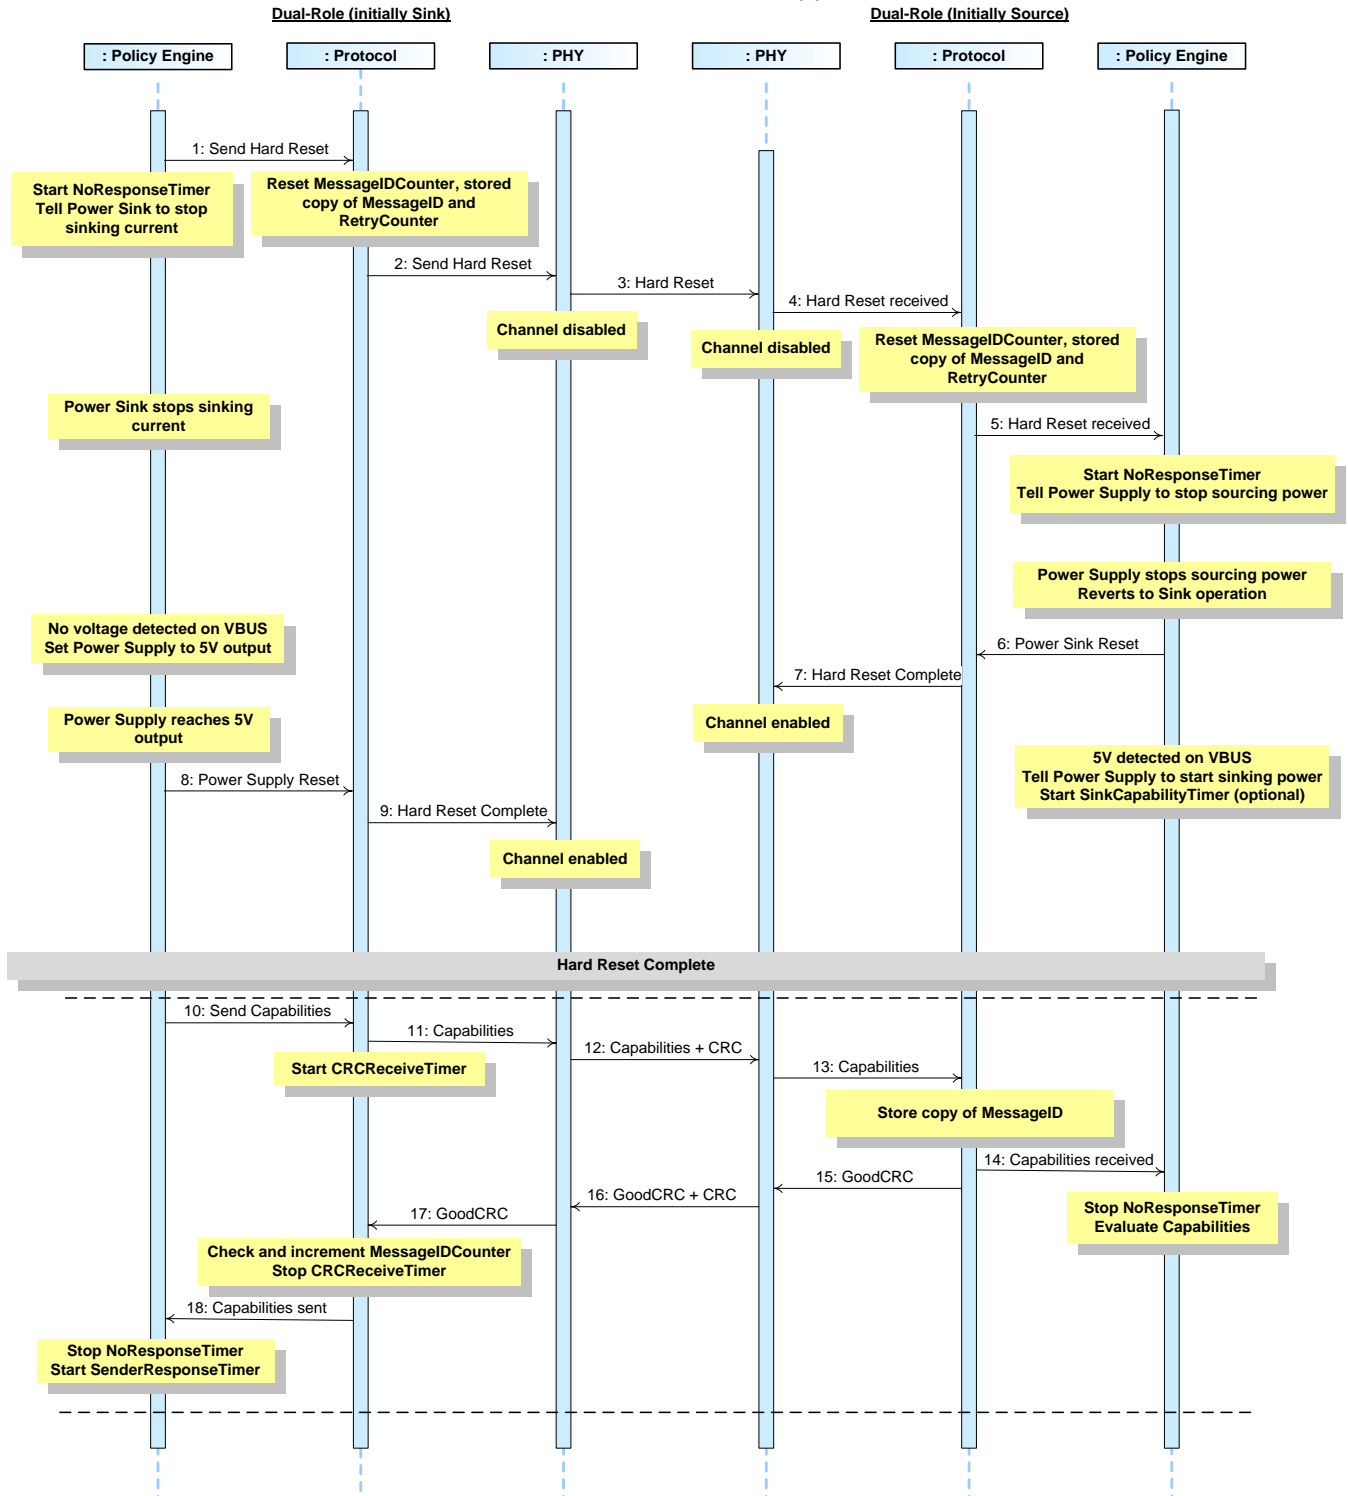 Dual-Role (initially Sink)
Dual-Role (Initially Source)
: Policy Engine
: Protocol
: PHY
: PHY
: Protocol
: Policy Engine
1: Send Hard Reset
Start NoResponseTimer
Tell Power Sink to stop
sinking current
Reset MessageIDCounter, stored
copy of MessageID and
RetryCounter
2: Send Hard Reset
3: Hard Reset
4: Hard Reset received
Channel disabled
Channel disabled
Reset MessageIDCounter, stored
copy of MessageID and
RetryCounter
Power Sink stops sinking
current
5: Hard Reset received
Start NoResponseTimer
Tell Power Supply to stop sourcing power
Power Supply stops sourcing power
Reverts to Sink operation
No voltage detected on VBUS
Set Power Supply to 5V output
6: Power Sink Reset
7: Hard Reset Complete
Power Supply reaches 5V
output
Channel enabled
5V detected on VBUS
Tell Power Supply to start sinking power
Start SinkCapabilityTimer (optional)
8: Power Supply Reset
9: Hard Reset Complete
Channel enabled
Hard Reset Complete
10: Send Capabilities
11: Capabilities
12: Capabilities + CRC
Start CRCReceiveTimer
13: Capabilities
Store copy of MessageID
14: Capabilities received
15: GoodCRC
16: GoodCRC + CRC
17: GoodCRC
Stop NoResponseTimer
Evaluate Capabilities
Check and increment MessageIDCounter
Stop CRCReceiveTimer
18: Capabilities sent
Stop NoResponseTimer
Start SenderResponseTimer